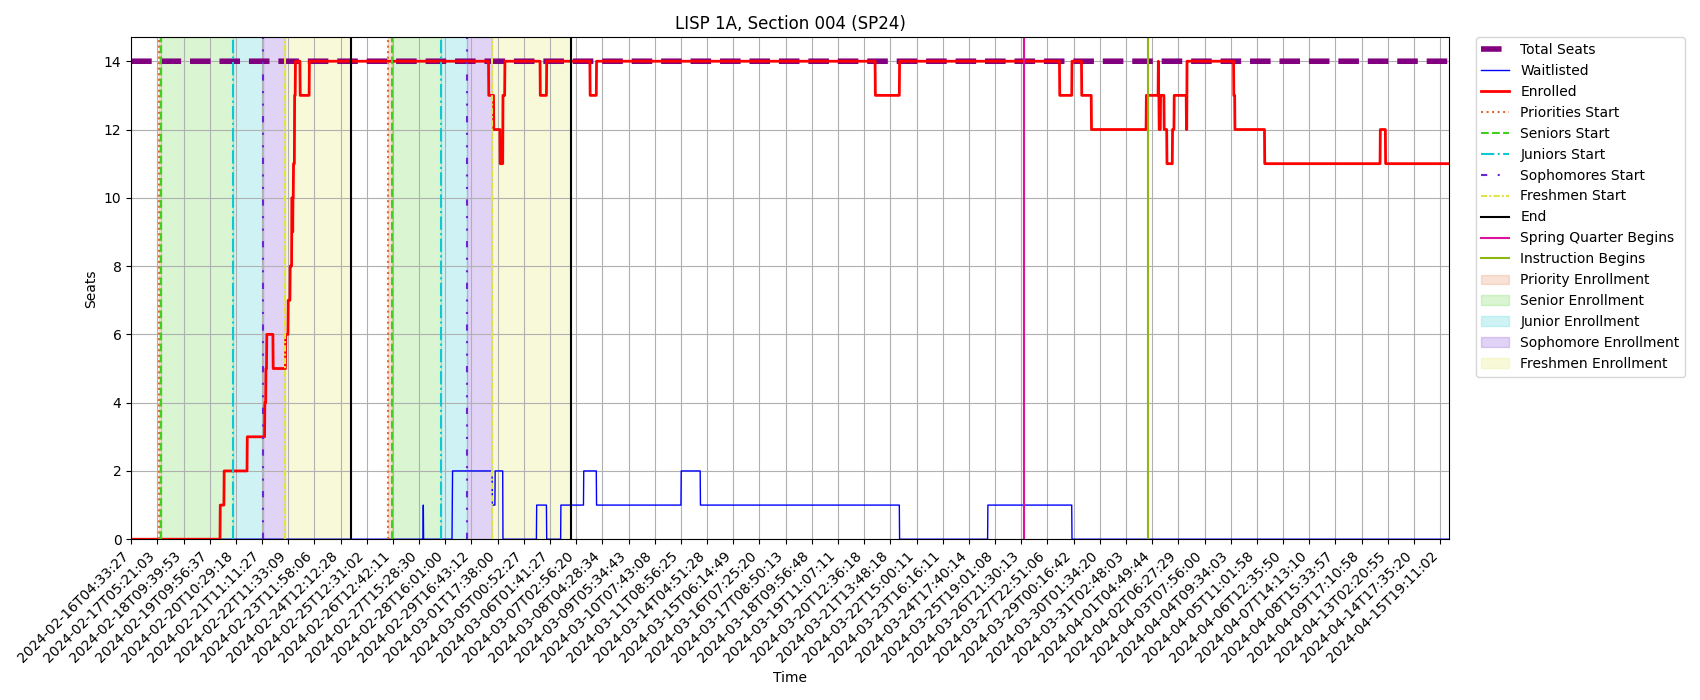 LISP 1A, Section 004 (SP24)
Seats
14
12
10
8
6
4
2
0
2024-02-16T04:33:27
2024-02-17T05:21:03
2024-02-18T09:39:53
2024-02-19T09:56:37
2024-02-20T10:29:18
2024-02-21T11:11:27
2024-02-22T11:33:09
2024-02-23T11:58:06
2024-02-24T12:12:28
2024-02-25T12:31:02
2024-02-26T12:42:11
2024-02-27T15:28:30
2024-02-28T16:01:00
2024-02-29T16:43:12
2024-03-01T17:38:00
2024-03-05T00:52:27
2024-03-06T01:41:27
2024-03-07T02:56:20
2024-03-08T04:28:34
2024-03-09T05:34:43
2024-03-10T07:43:08
2024-03-11T08:56:25
2024-03-14T04:51:28
2024-03-15T06:14:49
2024-03-16T07:25:20
2024-03-17T08:50:13
2024-03-18T09:56:48
2024-03-19T11:07:11
2024-03-20T12:36:18
2024-03-21T13:48:18
2024-03-22T15:00:11
2024-03-23T16:16:11
2024-03-24T17:40:14
2024-03-25T19:01:08
2024-03-26T21:30:13
2024-03-27T22:51:06
2024-03-29T00:16:42
2024-03-30T01:34:20
2024-03-31T02:48:03
2024-04-01T04:49:44
2024-04-02T06:27:29
2024-04-03T07:56:00
2024-04-04T09:34:03
2024-04-05T11:01:58
2024-04-06T12:35:50
2024-04-07T14:13:10
2024-04-08T15:33:57
2024-04-09T17:10:58
2024-04-13T02:20:55
2024-04-14T17:35:20
2024-04-15T19:11:02
Time
Total Seats
Waitlisted
Enrolled
Priorities Start
Seniors Start
Juniors Start
Sophomores Start
Freshmen Start
End
Spring Quarter Begins
Instruction Begins
Priority Enrollment
Senior Enrollment
Junior Enrollment
Sophomore Enrollment
Freshmen Enrollment